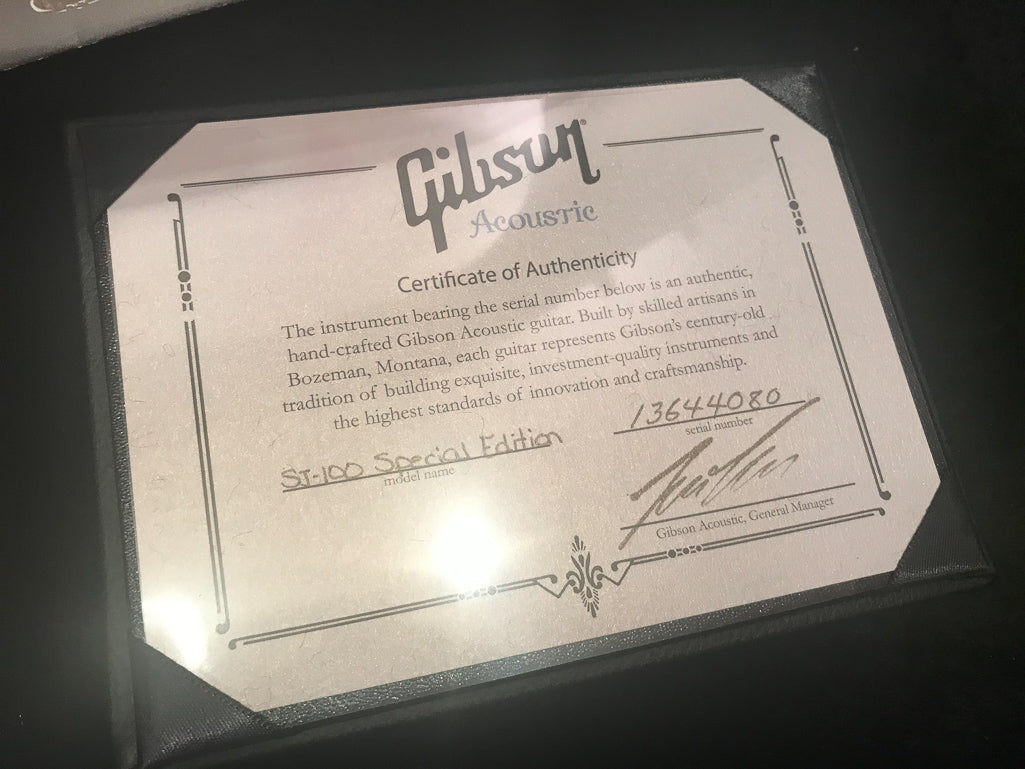 Gibson
Acoustic
Certificate of Authenticity
The instrument bearing the serial number below is an authentic,
hand-crafted Gibson Acoustic guitar. Built by skilled artisans in
Bozeman, Montana, each guitar represents Gibson's century-old
tradition of building exquisite, investment-quality instruments and
the highest standards of innovation and craftsmanship.
SJ-100 Special Edition
model name
13644080
serial number
Gibson Acoustic, General Manager